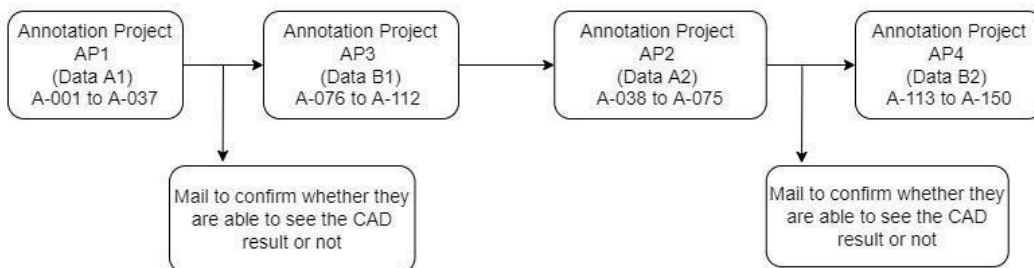 Annotation Project
AP1
(Data A1)
A-001 to A-037
Annotation Project
AP3
(Data B1)
A-076 to A-112
Annotation Project
AP2
(Data A2)
A-038 to A-075
Annotation Project
AP4
(Data B2)
A-113 to A-150
Mail to confirm whether they
are able to see the CAD
result or not
Mail to confirm whether they
are able to see the CAD
result or not